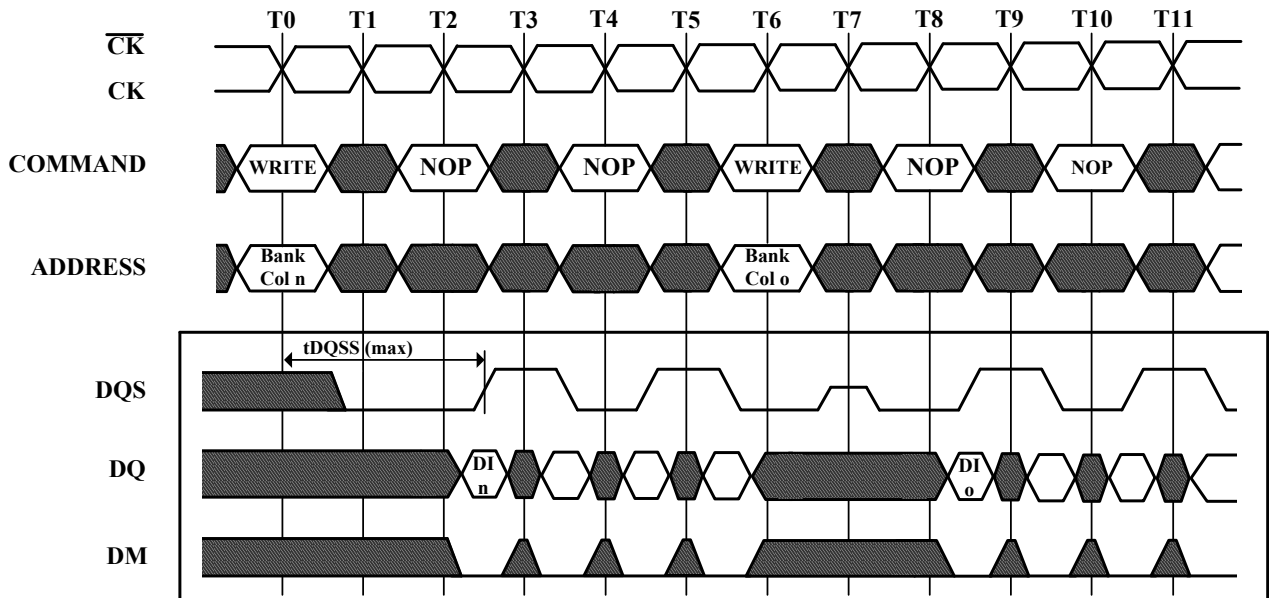 T0 T1 T2 T3 T4 T5 T6 T7 T8 T9 T10 T11
CK
CK
COMMAND
WRITE NOP NOP WRITE NOP NOP
ADDRESS
Bank
Col n
Bank
Col o
tDQSS (max)
DQS
DQ
DI
n
DI
o
DM